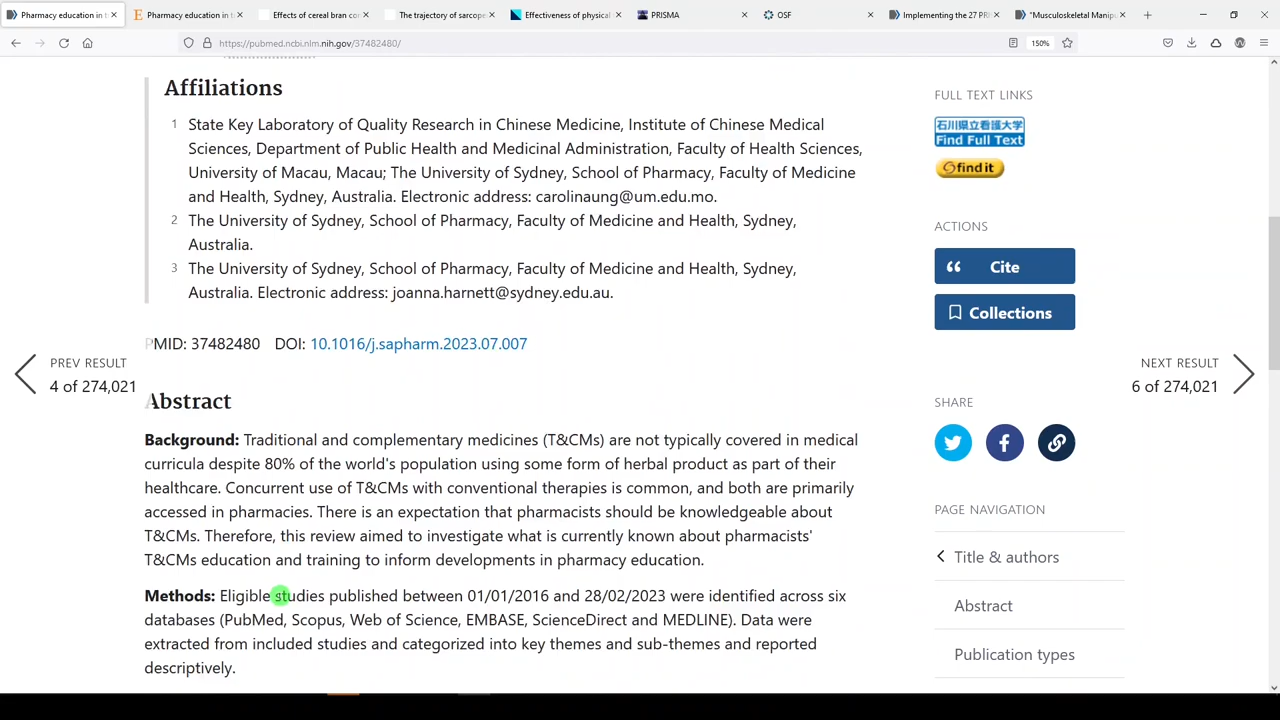 Pharmacy education in t
Pharmacy education in t
Effects of cereal bran con
The trajectory of sarcope
Effectiveness of physical
PRISMA
OSF
Implementing the 27 PRI
"Musculoskeletal Manipu
https://pubmed.ncbi.nlm.nih.gov/37482480/
150%
Affiliations
1 State Key Laboratory of Quality Research in Chinese Medicine, Institute of Chinese Medical
Sciences, Department of Public Health and Medicinal Administration, Faculty of Health Sciences,
University of Macau, Macau; The University of Sydney, School of Pharmacy, Faculty of Medicine
and Health, Sydney, Australia. Electronic address: carolinaung@um.edu.mo.
2 The University of Sydney, School of Pharmacy, Faculty of Medicine and Health, Sydney,
Australia.
3 The University of Sydney, School of Pharmacy, Faculty of Medicine and Health, Sydney,
Australia. Electronic address: joanna.harnett@sydney.edu.au.
PMID: 37482480 DOI: 10.1016/j.sapharm.2023.07.007
PREV RESULT
4 of 274,021
Abstract
Background: Traditional and complementary medicines (T&CMs) are not typically covered in medical
curricula despite 80% of the world's population using some form of herbal product as part of their
healthcare. Concurrent use of T&CMs with conventional therapies is common, and both are primarily
accessed in pharmacies. There is an expectation that pharmacists should be knowledgeable about
T&CMs. Therefore, this review aimed to investigate what is currently known about pharmacists'
T&CMs education and training to inform developments in pharmacy education.
Methods: Eligible studies published between 01/01/2016 and 28/02/2023 were identified across six
databases (PubMed, Scopus, Web of Science, EMBASE, ScienceDirect and MEDLINE). Data were
extracted from included studies and categorized into key themes and sub-themes and reported
descriptively.
FULL TEXT LINKS
石川県立看護大学
Find Full Text
find it
ACTIONS
Cite
Collections
NEXT RESULT
6 of 274,021
SHARE
PAGE NAVIGATION
Title & authors
Abstract
Publication types